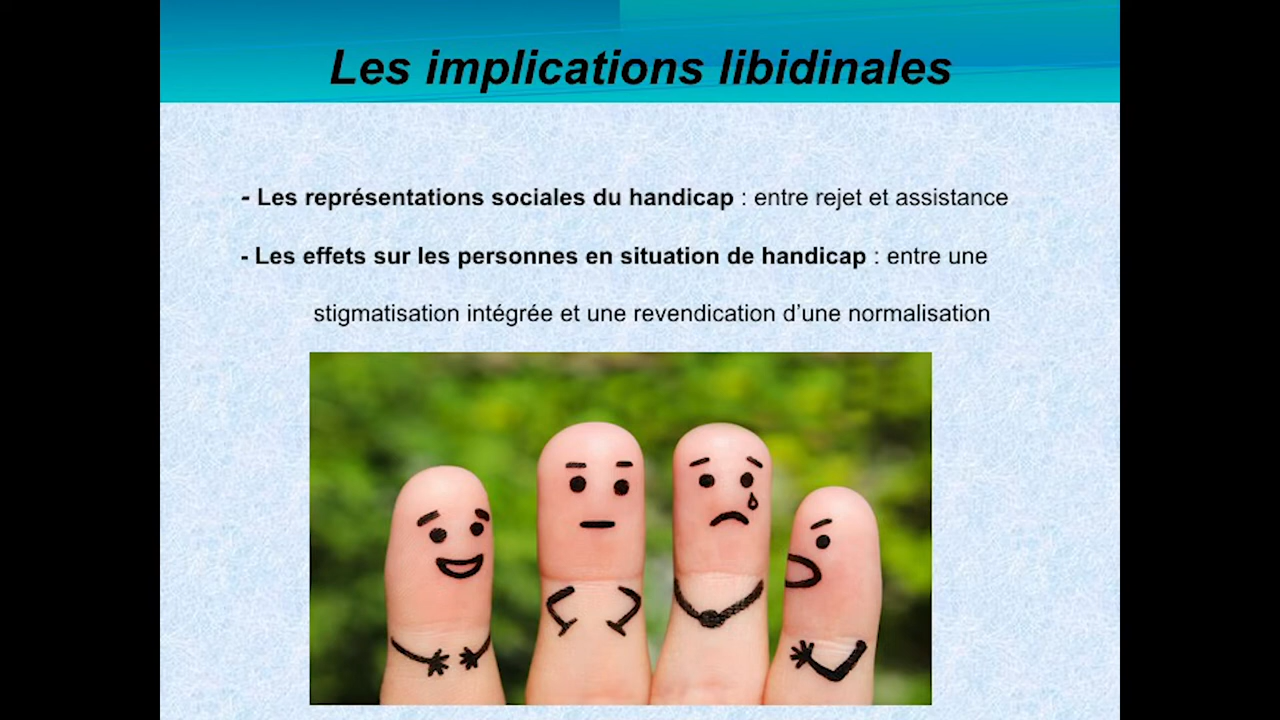 Les implications libidinales
- Les représentations sociales du handicap : entre rejet et assistance
- Les effets sur les personnes en situation de handicap : entre une
stigmatisation intégrée et une revendication d’une normalisation